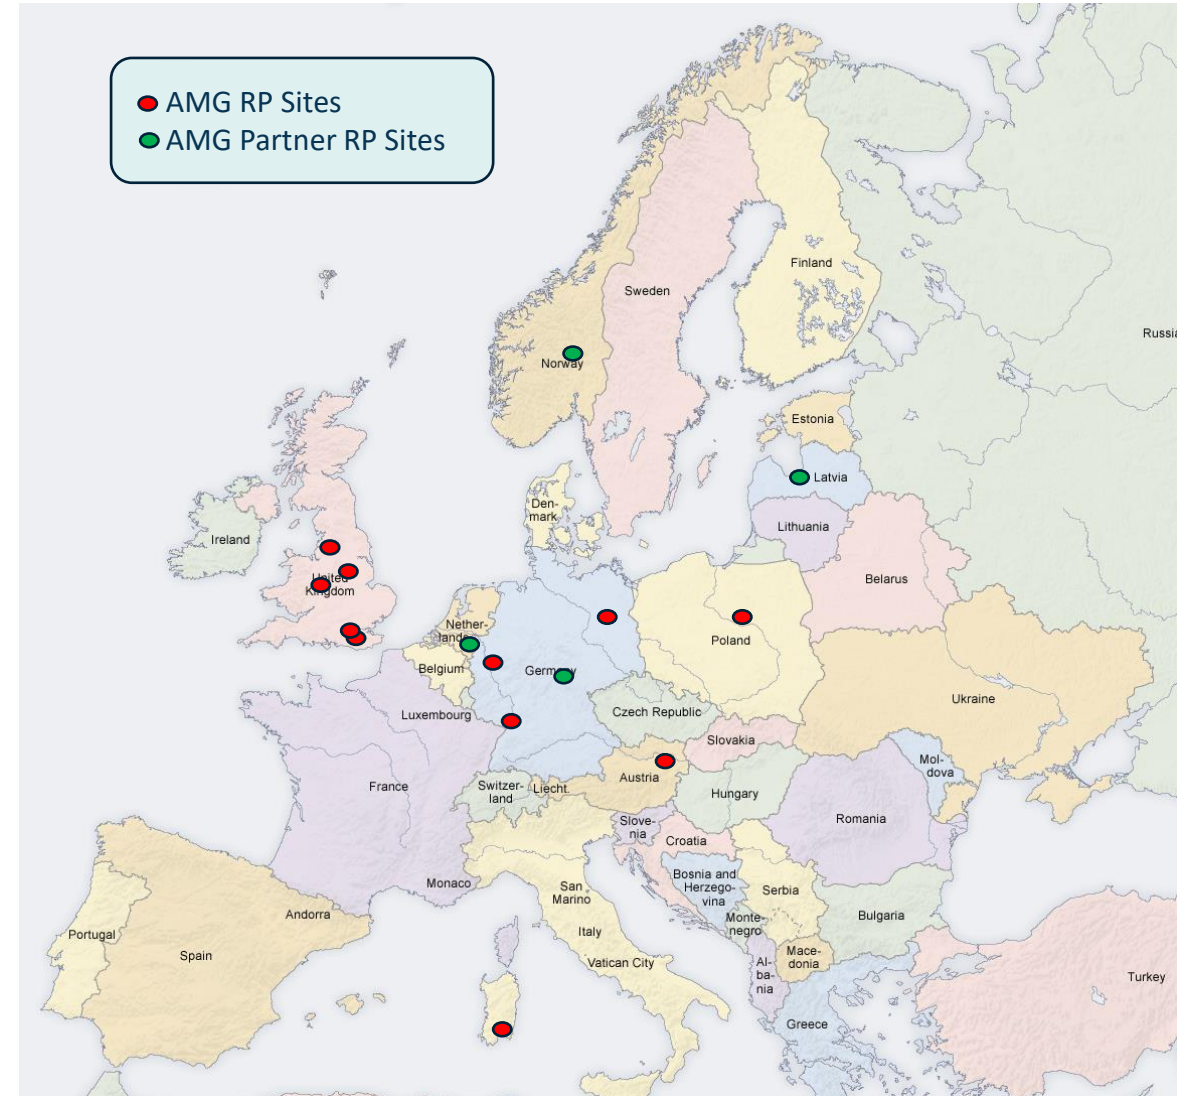 AMG RP Sites
AMG Partner RP Sites
Finland
Sweden
Russia
Norway
Estonia
Latvia
Den-
mark
Lithuania
Ireland
United
Kingdom
Belarus
Nether-
lands
Poland
Belgium
Germany
Ukraine
Luxembourg
Czech Republic
Slovakia
Mol-
dova
Austria
France
Switzer-
land
Liecht.
Hungary
Slove-
nia
Romania
Croatia
Monaco
San
Marino
Bosnia and
Herzego-
vina
Serbia
Andorra
Monte-
negro
Bulgaria
Portugal
Italy
Spain
Vatican City
Mace-
donia
Al-
ba-
nia
Turkey
Greece